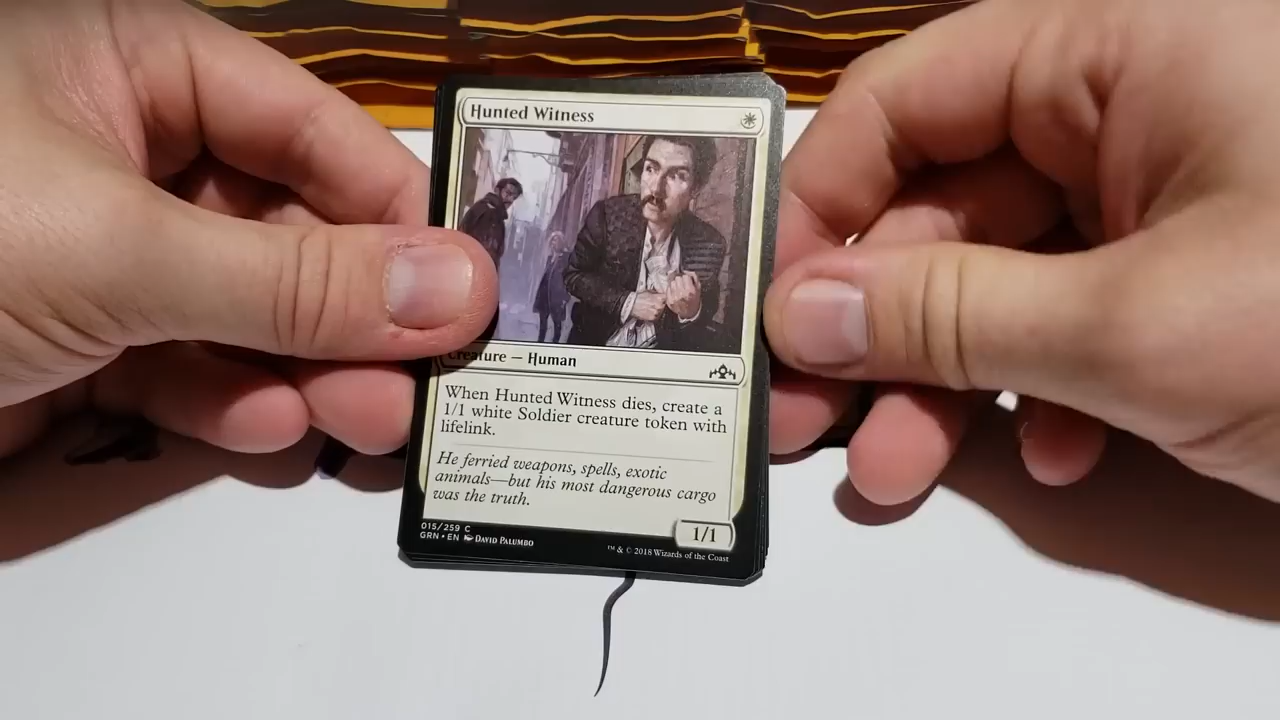 Hunted Witness
Creature — Human
When Hunted Witness dies, create a
1/1 white Soldier creature token with
lifelink.
He ferried weapons, spells, exotic
animals—but his most dangerous cargo
was the truth.
1/1
015/259 C
GRN • EN DAVID PALUMBO
™ & © 2018 Wizards of the Coast